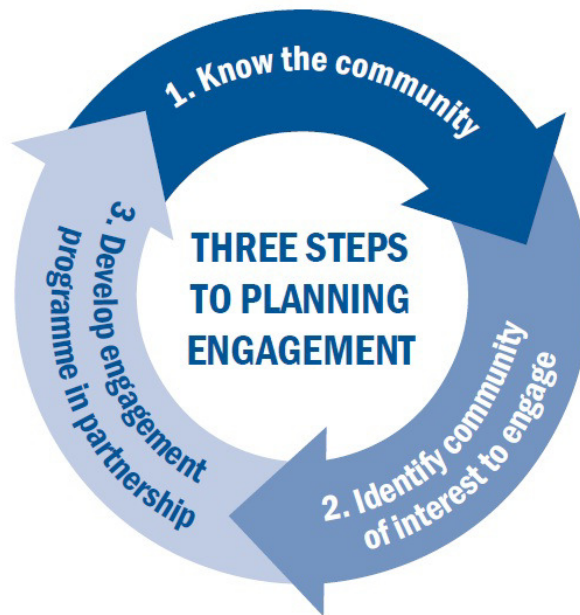 THREE STEPS
TO PLANNING
ENGAGEMENT
1. Know the community
2. Identify community
of interest to engage
3. Develop engagement
programme in partnership